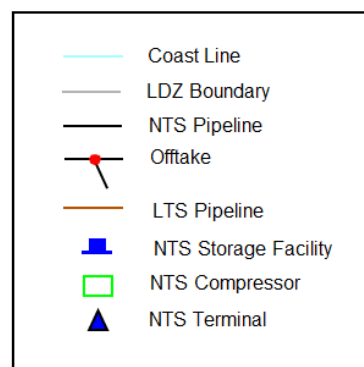 Coast Line
LDZ Boundary
NTS Pipeline
Offtake
LTS Pipeline
NTS Storage Facility
NTS Compressor
NTS Terminal